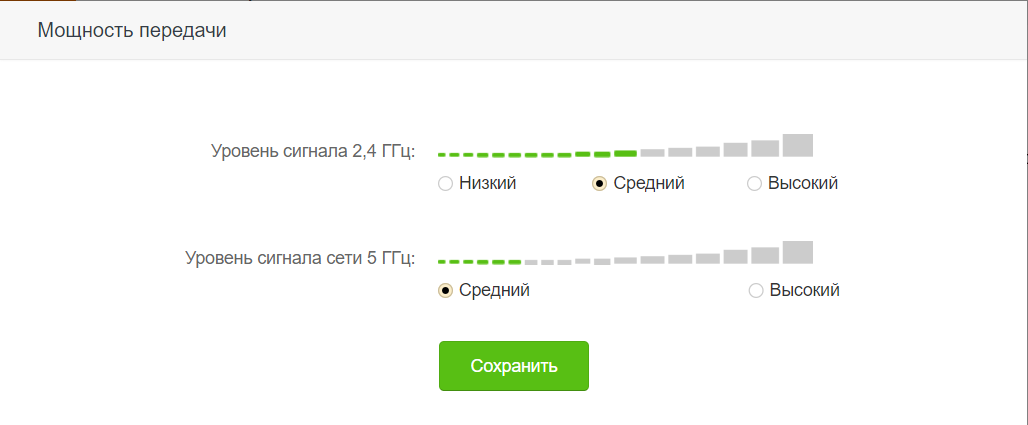 Мощность передачи
Уровень сигнала 2,4 ГГц:
Низкий Средний Высокий
Уровень сигнала сети 5 ГГц:
Средний Высокий
Сохранить